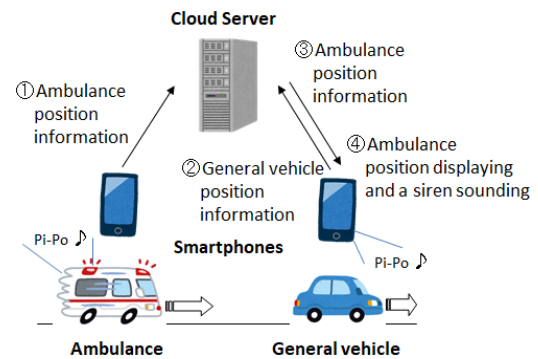 Cloud Server
①Ambulance
position
information
③Ambulance
position
information
②General vehicle
position
information
④Ambulance
position displaying
and a siren sounding
Pi-Po ♪
Smartphones
Pi-Po ♪
Ambulance
General vehicle